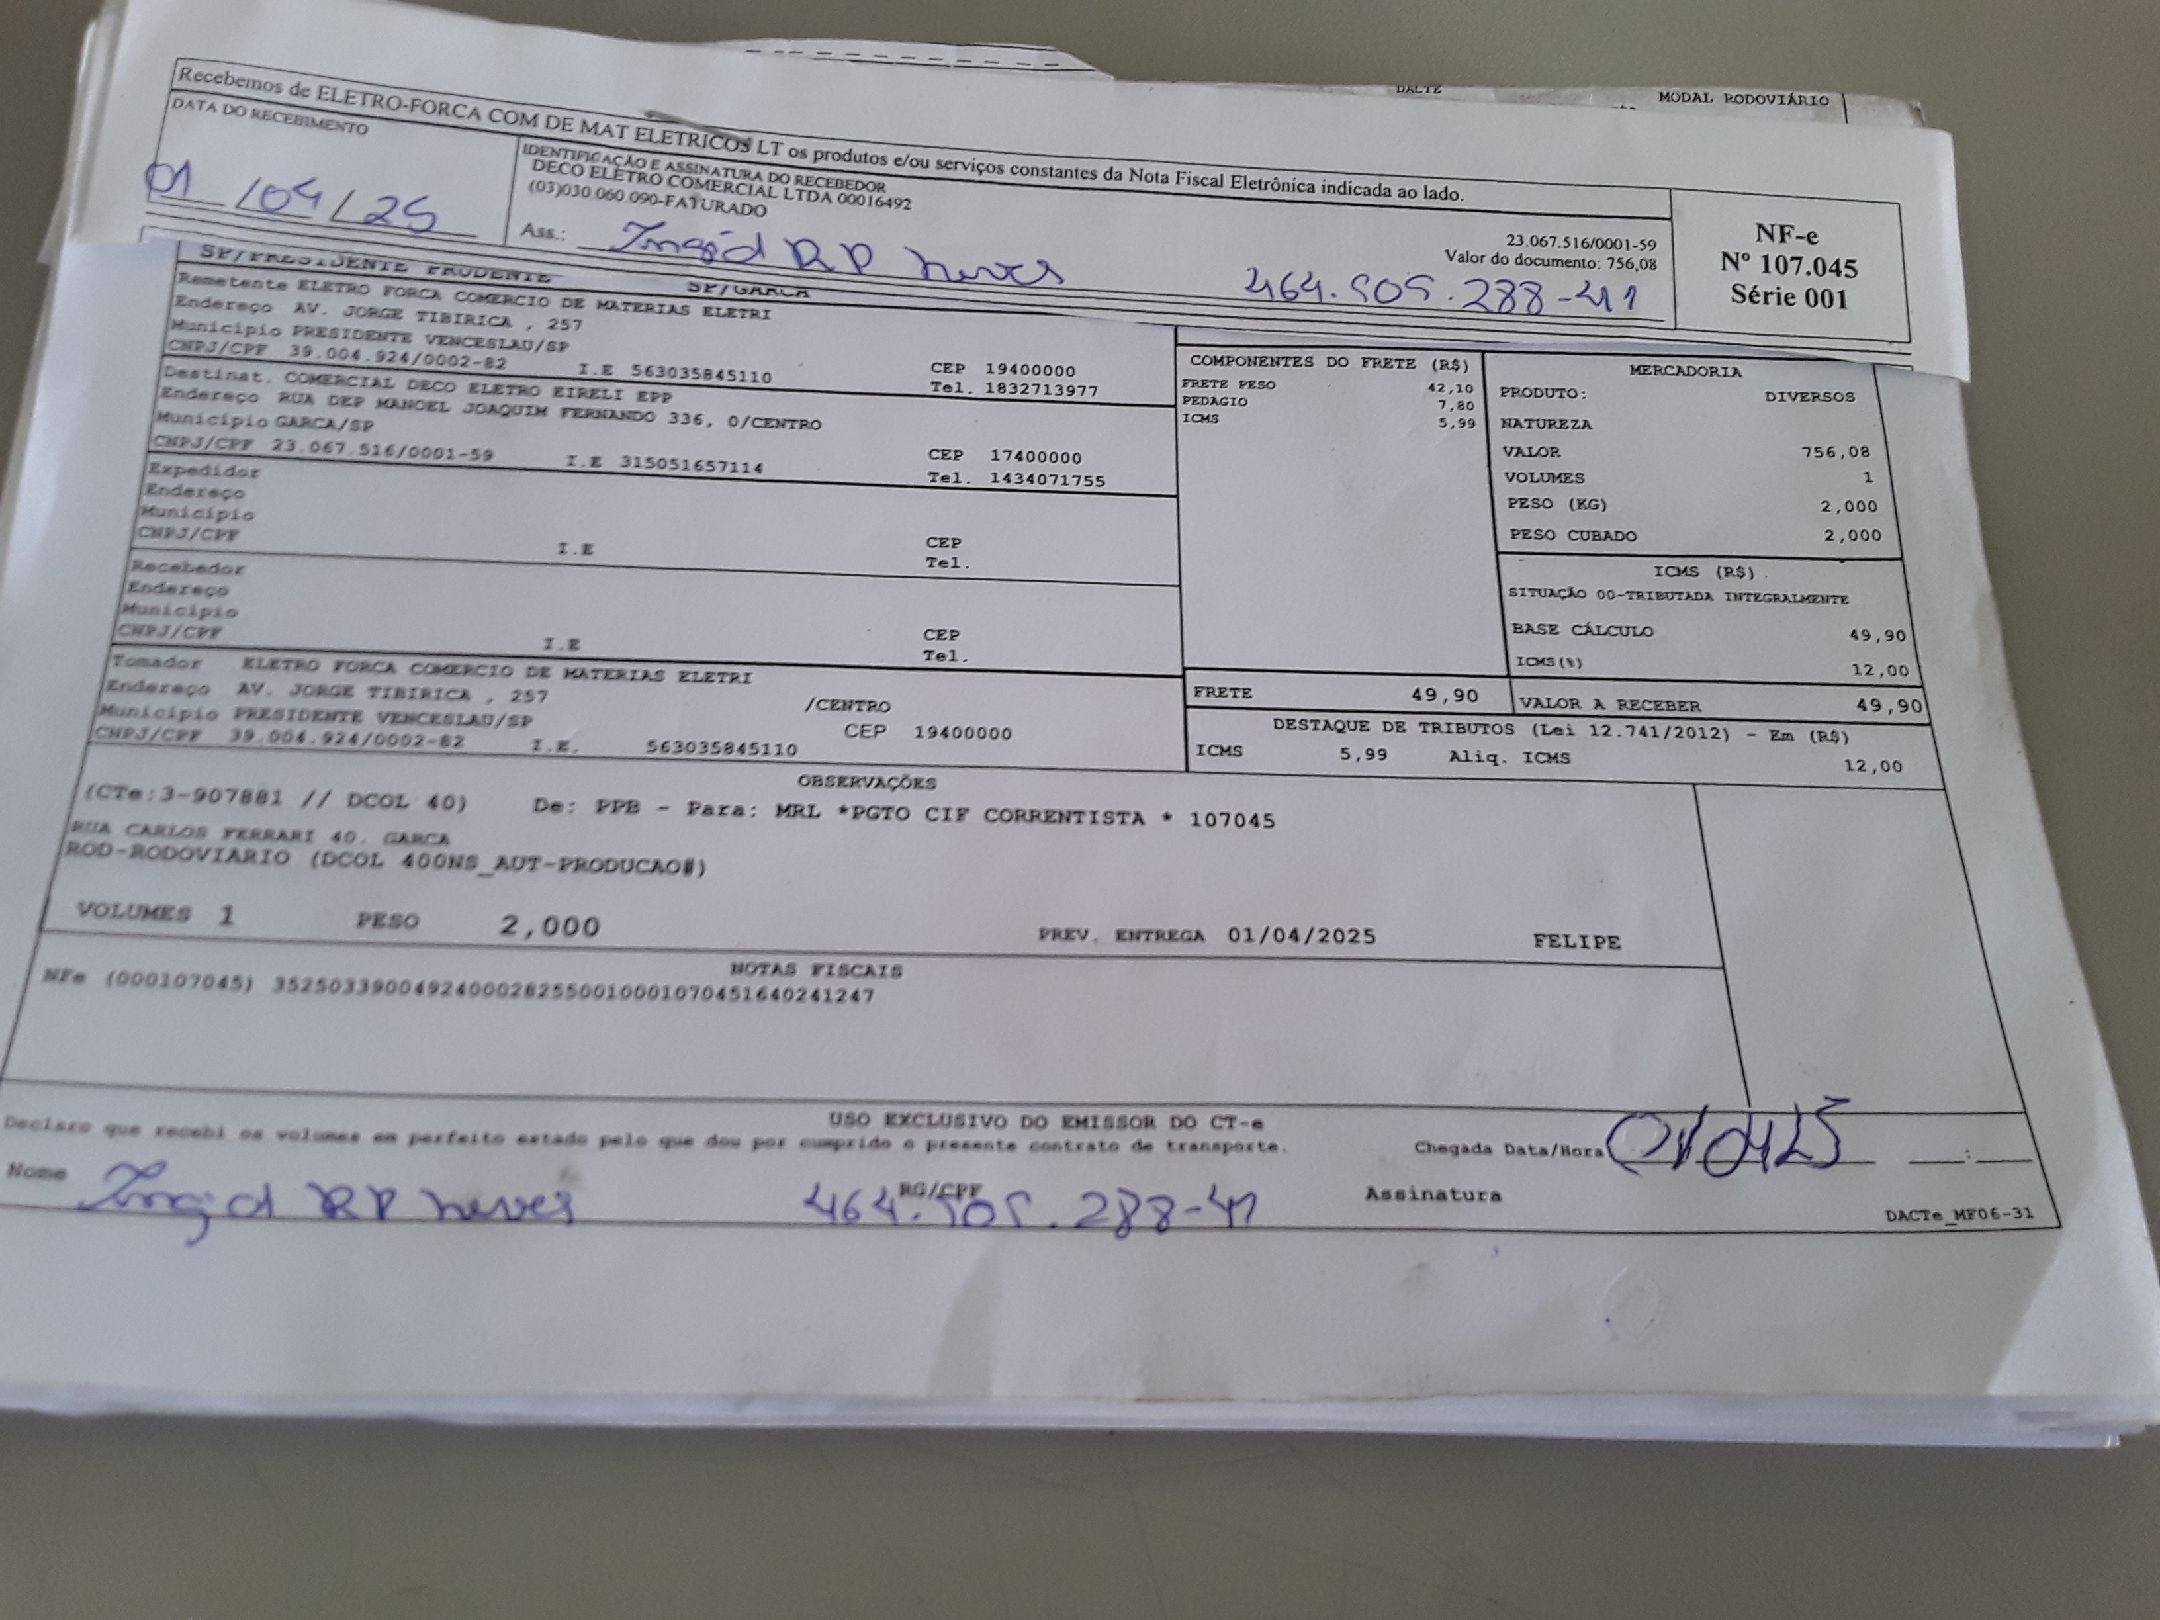 DACTE
MODAL RODOVIÁRIO
Recebemos de ELETRO-FORCA COM DE MAT ELETRICOS LT os produtos e/ou serviços constantes da Nota Fiscal Eletrônica indicada ao lado.
DATA DO RECEBIMENTO
01/04/25
IDENTIFICAÇÃO E ASSINATURA DO RECEBEDOR
DECO ELETRO COMERCIAL LTDA 00016492
(03)030.060.090-FATURADO
Ass.: Ingrid R P Neves
23.067.516/0001-59
Valor do documento: 756,08
464.505.288-41
NF-e
Nº 107.045
Série 001
SP/PRESIDENTE PRUDENTE SP/GARCA
Remetente ELETRO FORCA COMERCIO DE MATERIAS ELETRI
Endereço AV. JORGE TIBIRICA , 257
Município PRESIDENTE VENCESLAU/SP
CNPJ/CPF 39.004.924/0002-82 I.E 563035845110
CEP 19400000
Tel. 1832713977
Destinat. COMERCIAL DECO ELETRO EIRELI EPP
Endereço RUA DEP MANOEL JOAQUIM FERNANDO 336, 0/CENTRO
Município GARCA/SP
CNPJ/CPF 23.067.516/0001-59 I.E 315051657114
CEP 17400000
Tel. 1434071755
Expedidor
Endereço
Município
CNPJ/CPF I.E
CEP
Tel.
Recebedor
Endereço
Município
CNPJ/CPF I.E
CEP
Tel.
Tomador ELETRO FORCA COMERCIO DE MATERIAS ELETRI
Endereço AV. JORGE TIBIRICA , 257 /CENTRO
Município PRESIDENTE VENCESLAU/SP CEP 19400000
CNPJ/CPF 39.004.924/0002-82 I.E. 563035845110
COMPONENTES DO FRETE (R$)
FRETE PESO 42,10
PEDAGIO 7,80
ICMS 5,99
MERCADORIA
PRODUTO: DIVERSOS
NATUREZA
VALOR 756,08
VOLUMES 1
PESO (KG) 2,000
PESO CUBADO 2,000
ICMS (R$)
SITUAÇÃO 00-TRIBUTADA INTEGRALMENTE
BASE CÁLCULO 49,90
ICMS(%) 12,00
FRETE 49,90
VALOR A RECEBER 49,90
DESTAQUE DE TRIBUTOS (Lei 12.741/2012) - Em (R$)
ICMS 5,99 Aliq. ICMS 12,00
OBSERVAÇÕES
(CTe:3-907881 // DCOL 40) De: PPB - Para: MRL *PGTO CIF CORRENTISTA * 107045
RUA CARLOS FERRARI 40. GARCA
ROD-RODOVIARIO (DCOL 400NS_AUT-PRODUCAO#)
VOLUMES 1 PESO 2,000 PREV. ENTREGA 01/04/2025 FELIPE
NOTAS FISCAIS
NFe (000107045) 35250339004924000282550010001070451640241247
USO EXCLUSIVO DO EMISSOR DO CT-e
Declaro que recebi os volumes em perfeito estado pelo que dou por cumprido o presente contrato de transporte.
Chegada Data/Hora 01/04/25 __:__
Nome Ingrid R P Neves
RG/CPF 464.505.288-41
Assinatura
DACTe_MF06-31